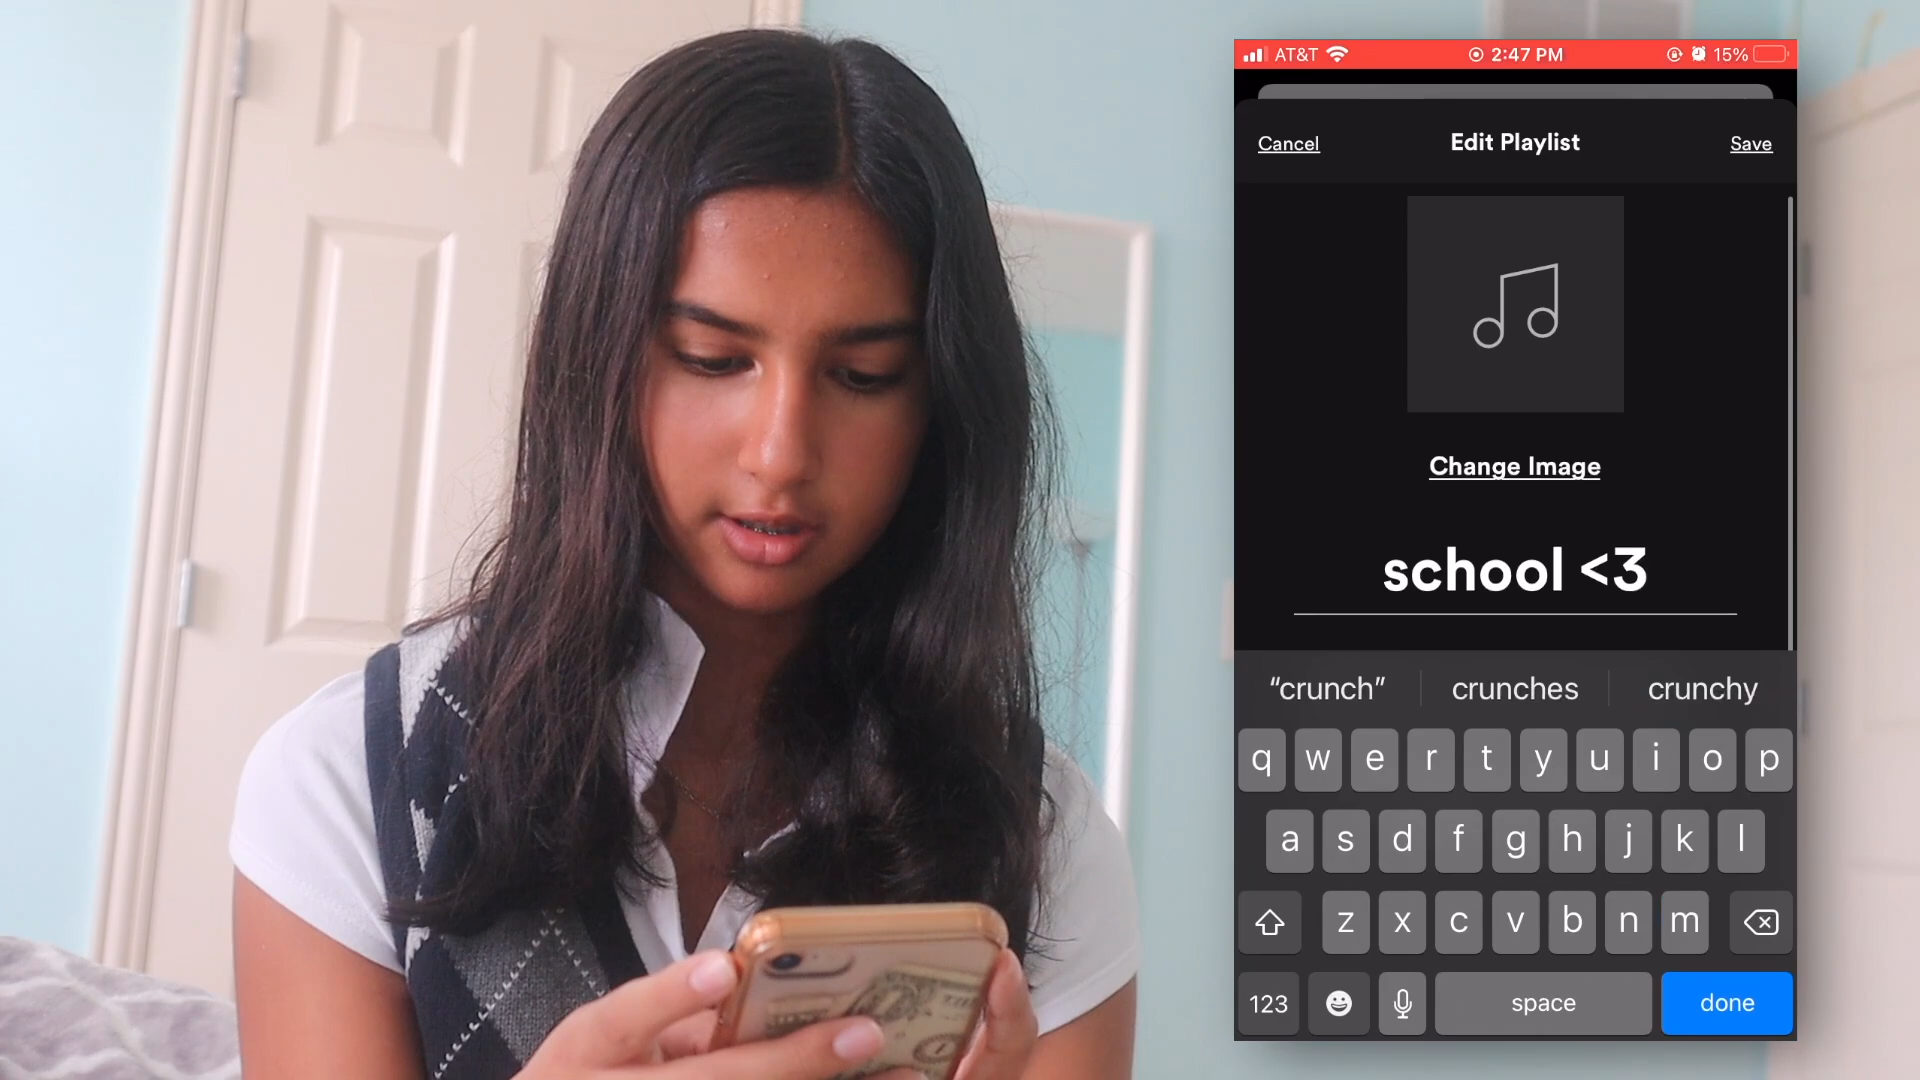 AT&T 2:47 PM 15%
Cancel Edit Playlist Save
Change Image
school <3
“crunch” crunches crunchy
q w e r t y u i o p
a s d f g h j k l
z x c v b n m
123 space done